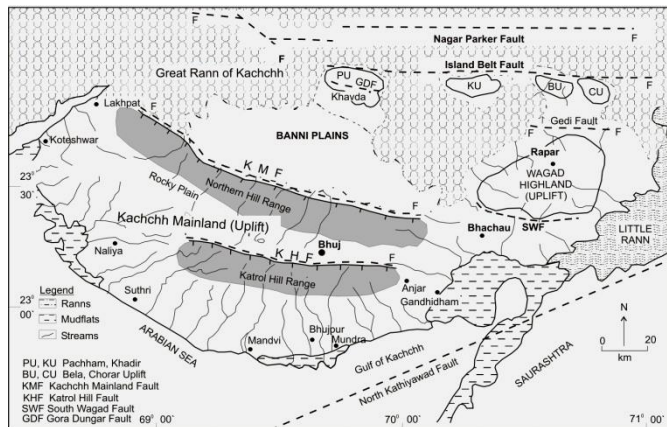 F
Nagar Parker Fault
F
F
Island Belt Fault
Great Rann of Kachchh
PU
GDF
F
Khavda
KU
BU
CU
Lakhpat
F
BANNI PLAINS
Gedi Fault
F
Koteshwar
K M F
Rapar
Northern Hill Range
WAGAD
HIGHLAND
(UPLIFT)
Rocky Plain
23
30'
F
Kachchh Mainland (Uplift)
SWF
F
LITTLE
RANN
K H F
Bhuj
Bhachau
Naliya
F
Legend
Ranns
Mudflats
Streams
Katrol Hill Range
Anjar
Gandhidham
Suthri
23
00'
N
ARABIAN SEA
Bhujpur
Mandvi
Mundra
0 20
km
Gulf of Kachchh
North Kathiyawad Fault
SAURASHTRA
PU, KU Pachham, Khadir
BU, CU Bela, Chorar Uplift
KMF Kachchh Mainland Fault
KHF Katrol Hill Fault
SWF South Wagad Fault
GDF Gora Dungar Fault
69 00'
70 00'
71 00'